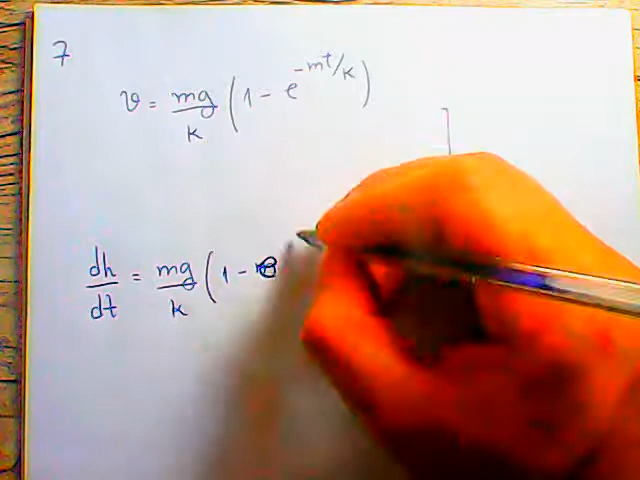 7
v = mg/k (1 - e^-mt/k)
dh/dt = mg/k (1 - e